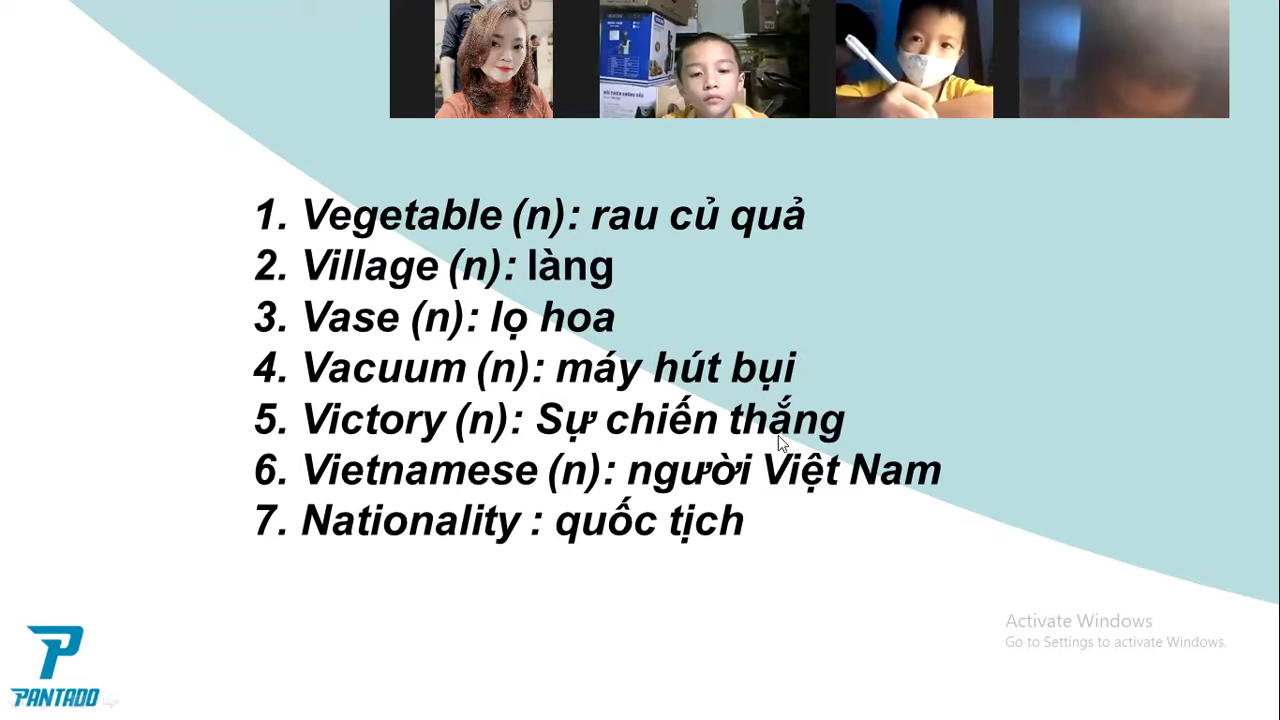 1. Vegetable (n): rau củ quả
2. Village (n): làng
3. Vase (n): lọ hoa
4. Vacuum (n): máy hút bụi
5. Victory (n): Sự chiến thắng
6. Vietnamese (n): người Việt Nam
7. Nationality : quốc tịch
Activate Windows
Go to Settings to activate Windows.
PANTADO